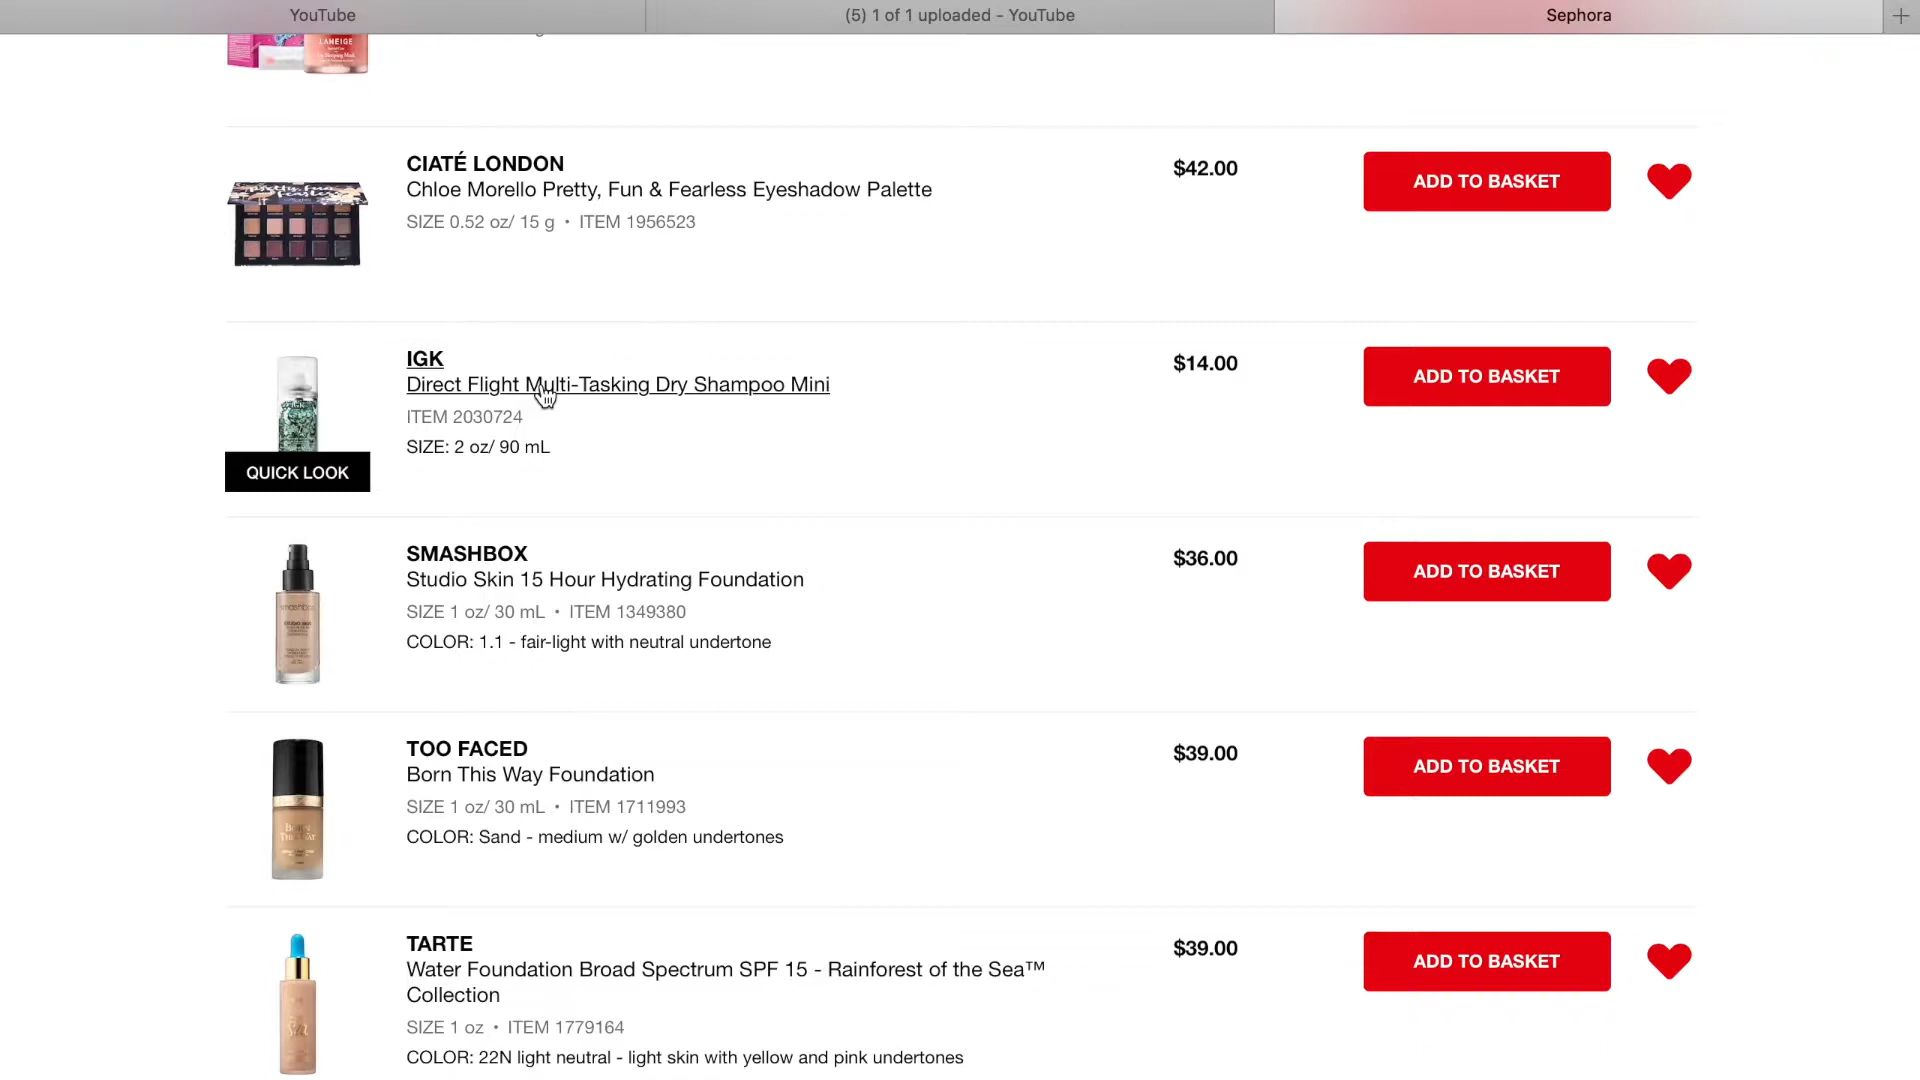 YouTube
(5) 1 of 1 uploaded - YouTube
Sephora
LANEIGE
CIATÉ LONDON
Chloe Morello Pretty, Fun & Fearless Eyeshadow Palette
SIZE 0.52 oz/ 15 g • ITEM 1956523
$42.00
ADD TO BASKET
IGK
Direct Flight Multi-Tasking Dry Shampoo Mini
ITEM 2030724
SIZE: 2 oz/ 90 mL
$14.00
ADD TO BASKET
QUICK LOOK
SMASHBOX
Studio Skin 15 Hour Hydrating Foundation
SIZE 1 oz/ 30 mL • ITEM 1349380
COLOR: 1.1 - fair-light with neutral undertone
$36.00
ADD TO BASKET
TOO FACED
Born This Way Foundation
SIZE 1 oz/ 30 mL • ITEM 1711993
COLOR: Sand - medium w/ golden undertones
$39.00
ADD TO BASKET
BORN
THIS WAY
TARTE
Water Foundation Broad Spectrum SPF 15 - Rainforest of the Sea™
Collection
SIZE 1 oz • ITEM 1779164
COLOR: 22N light neutral - light skin with yellow and pink undertones
$39.00
ADD TO BASKET